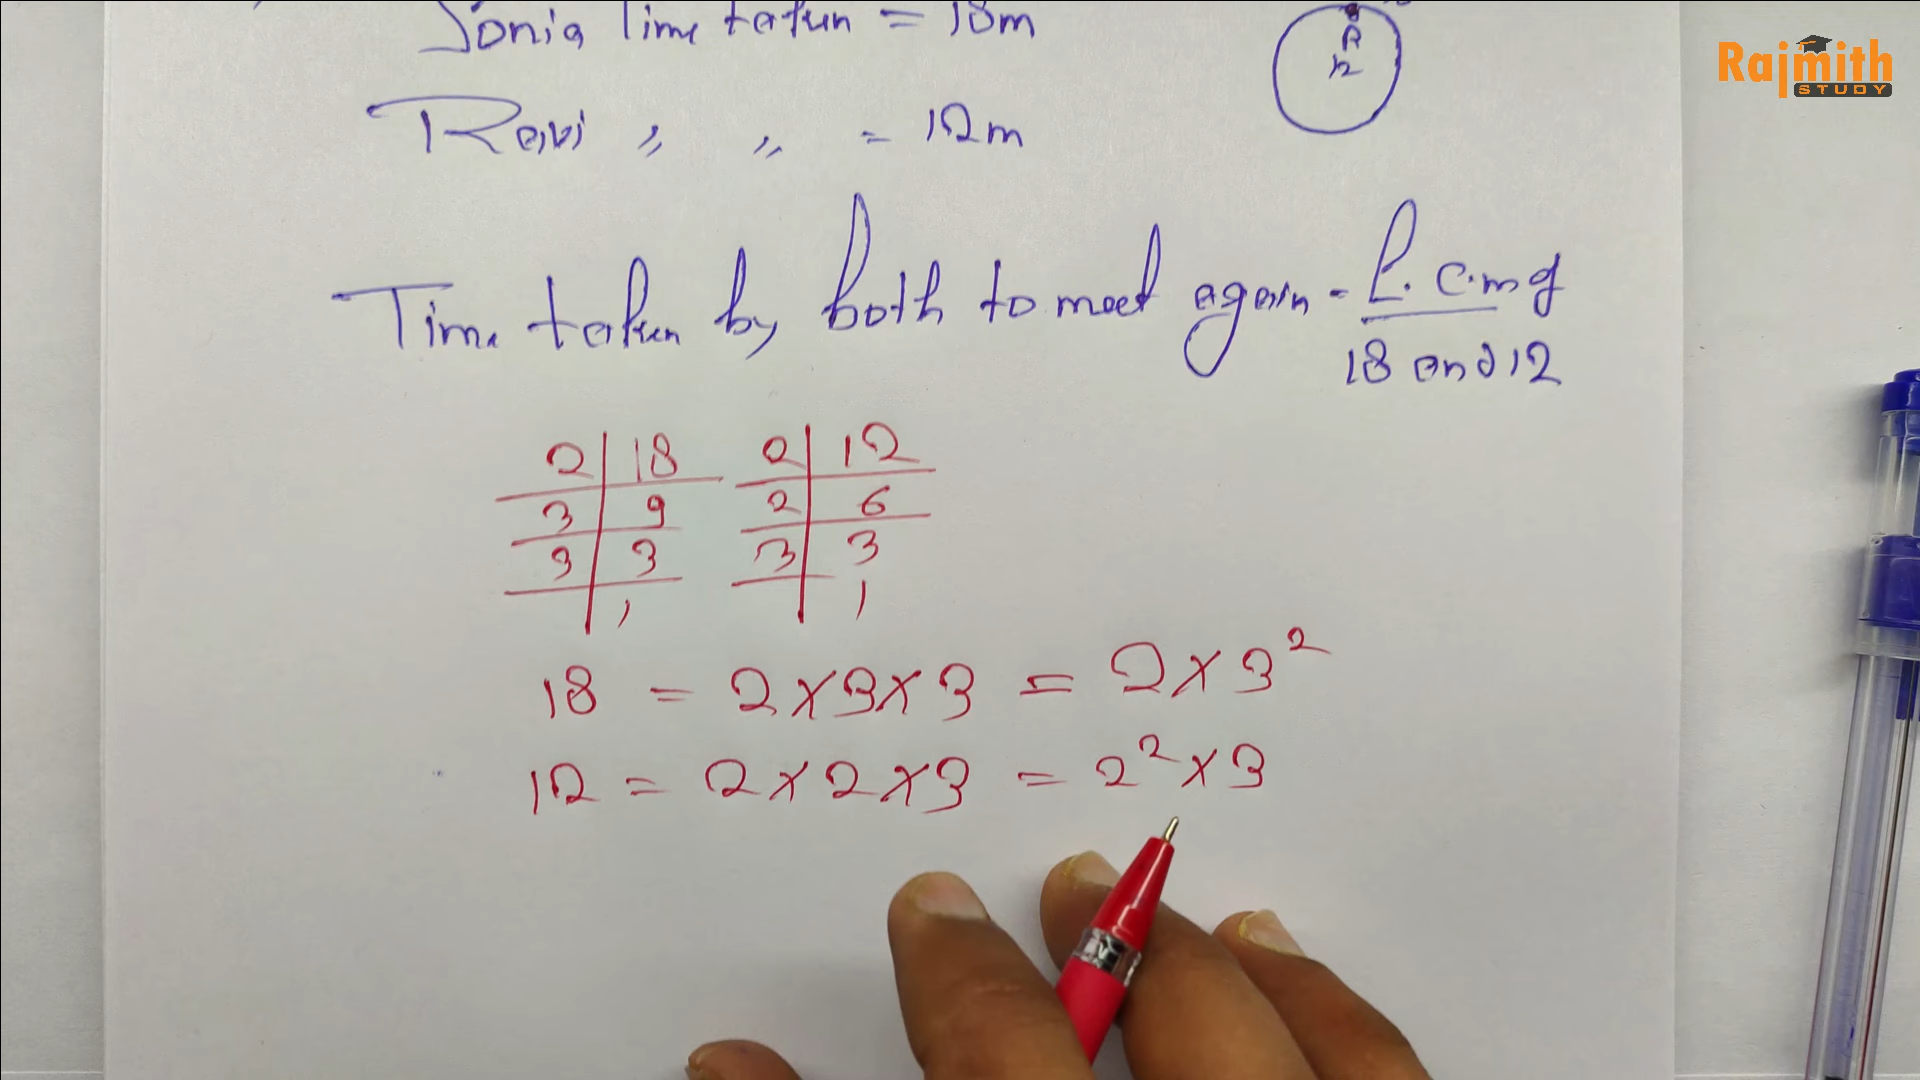 Sonia Time taken = 18m
R
12
Rajmith
STUDY
Ravi " " = 12m
Time taken by both to meet again = L.C.M of
18 and 12
2 | 18 2 | 12
3 | 9 2 | 6
3 | 3 3 | 3
1 1
18 = 2 × 3 × 3 = 2 × 3²
12 = 2 × 2 × 3 = 2² × 3